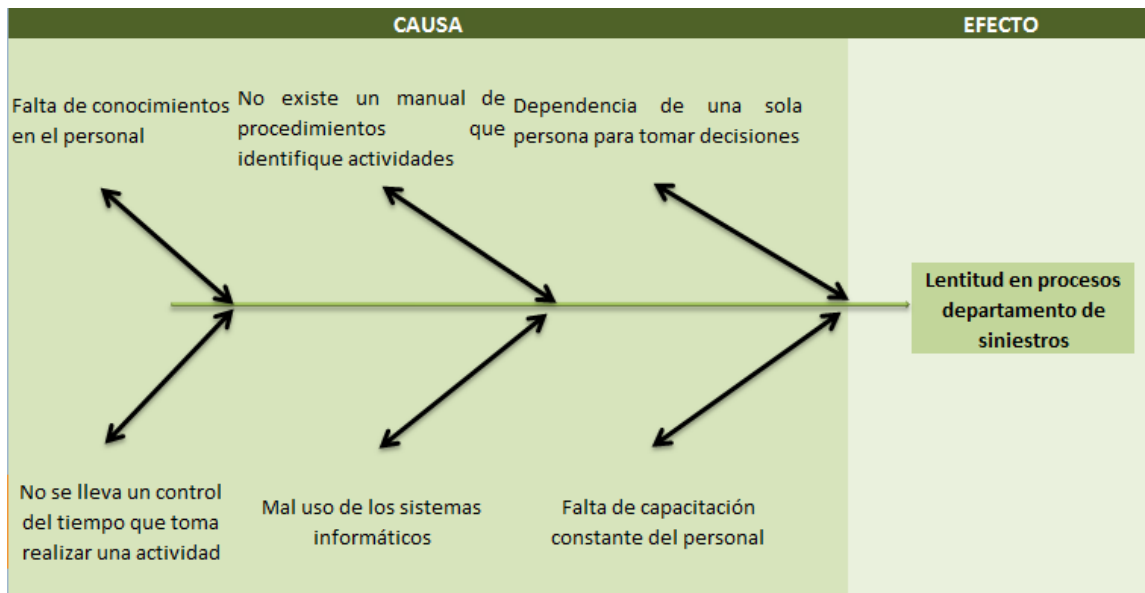 CAUSA
EFECTO
Falta de conocimientos
en el personal
No existe un manual de
procedimientos que
identifique actividades
Dependencia de una sola
persona para tomar decisiones
Lentitud en procesos
departamento de
siniestros
No se lleva un control
del tiempo que toma
realizar una actividad
Mal uso de los sistemas
informáticos
Falta de capacitación
constante del personal